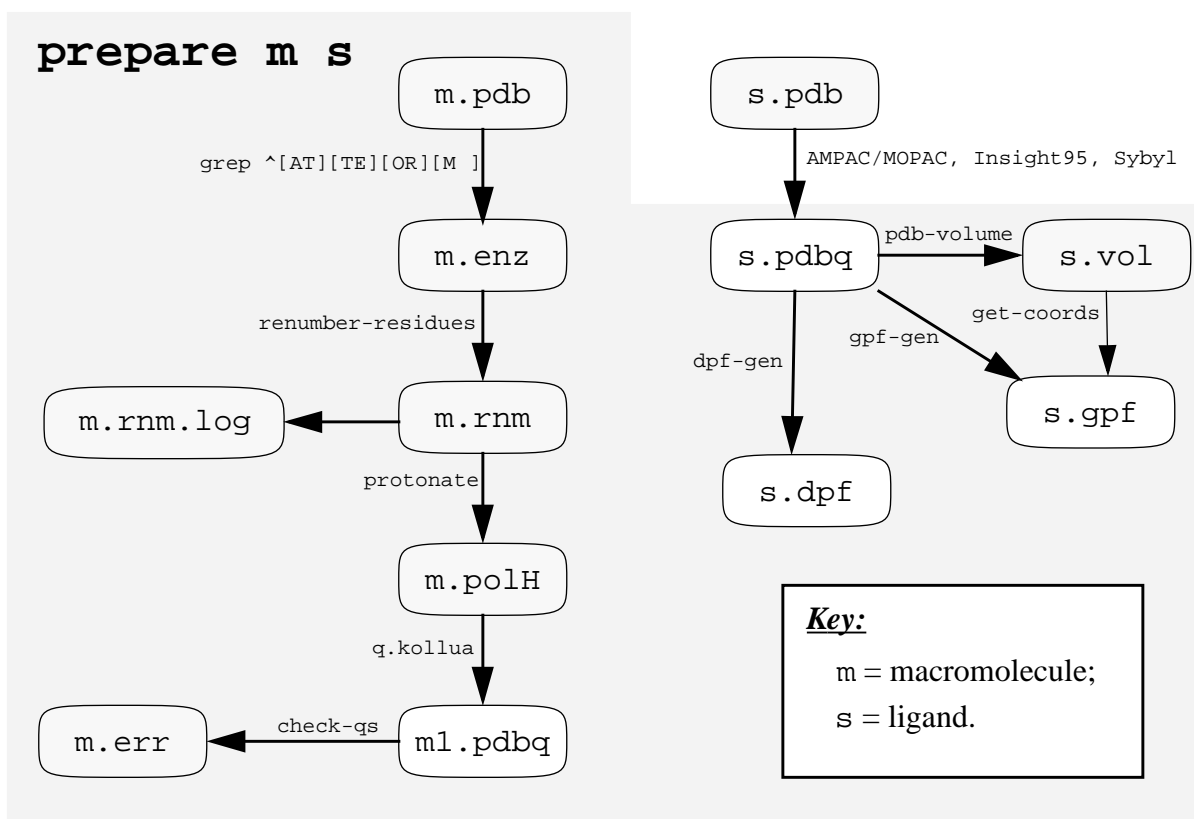 prepare m s
m.pdb
s.pdb
grep ^[AT][TE][OR][M ]
AMPAC/MOPAC, Insight95, Sybyl
m.enz
s.pdbq
pdb-volume
s.vol
renumber-residues
dpf-gen
gpf-gen
get-coords
m.rnm.log
m.rnm
s.gpf
protonate
s.dpf
m.polH
q.kollua
m.err
check-qs
m1.pdbq
Key:
m = macromolecule;
s = ligand.